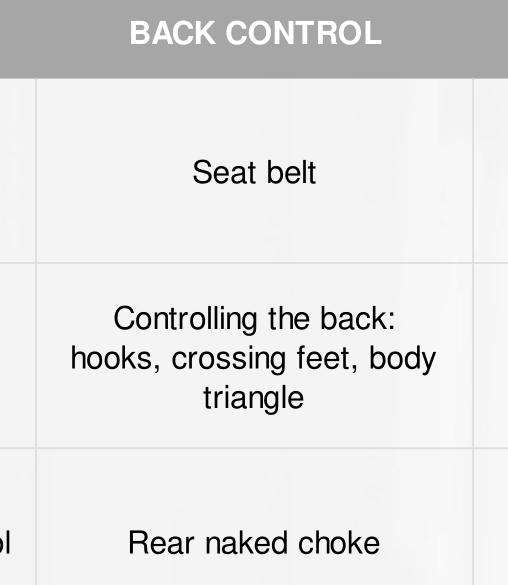 BACK CONTROL
Seat belt
Controlling the back:
hooks, crossing feet, body
triangle
Rear naked choke